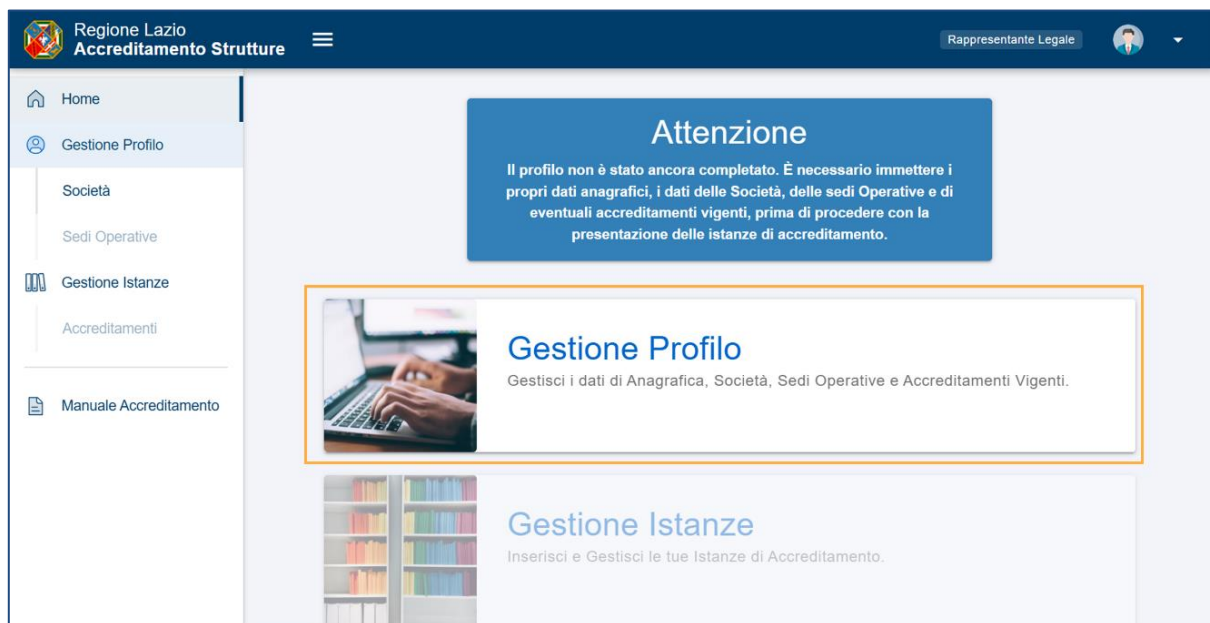 Regione Lazio
Accreditamento Strutture
Rappresentante Legale
Home
Gestione Profilo
Società
Sedi Operative
Gestione Istanze
Accreditamenti
Manuale Accreditamento
Attenzione
Il profilo non è stato ancora completato. È necessario immettere i
propri dati anagrafici, i dati delle Società, delle sedi Operative e di
eventuali accreditamenti vigenti, prima di procedere con la
presentazione delle istanze di accreditamento.
Gestione Profilo
Gestisci i dati di Anagrafica, Società, Sedi Operative e Accreditamenti Vigenti.
Gestione Istanze
Inserisci e Gestisci le tue Istanze di Accreditamento.